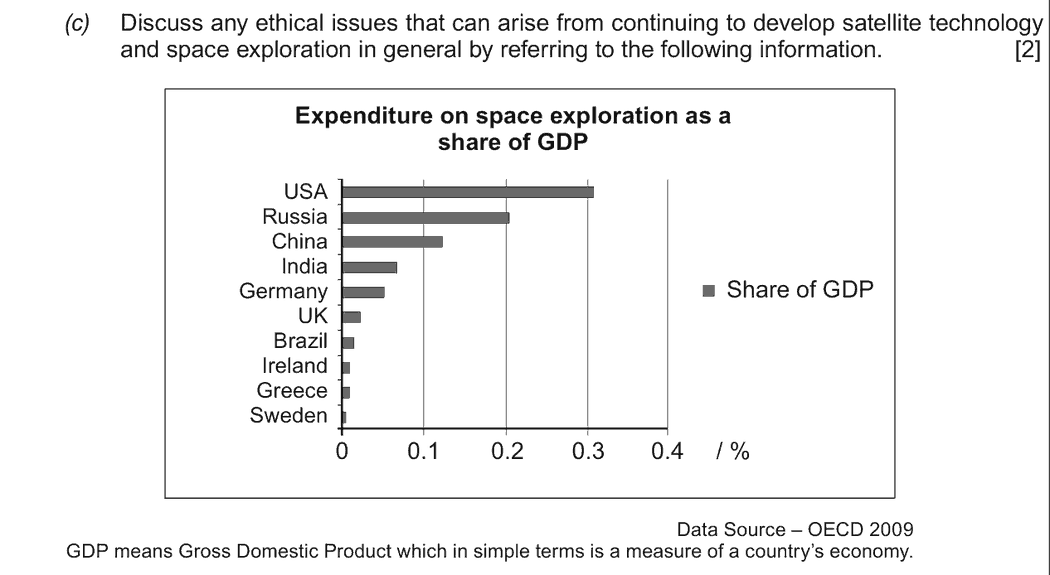 (c) Discuss any ethical issues that can arise from continuing to develop satellite technology
and space exploration in general by referring to the following information. [2]
Expenditure on space exploration as a
share of GDP
USA
Russia
China
India
Germany
UK
Brazil
Ireland
Greece
Sweden
0 0.1 0.2 0.3 0.4 / %
Share of GDP
Data Source – OECD 2009
GDP means Gross Domestic Product which in simple terms is a measure of a country's economy.